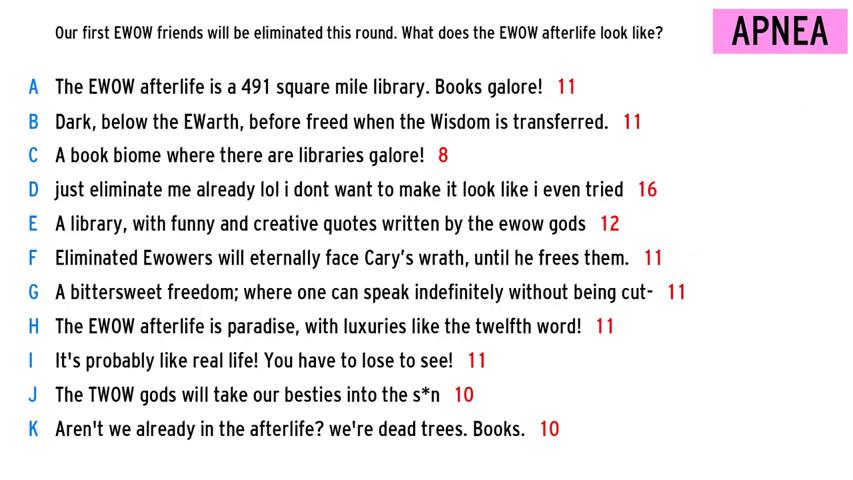 Our first EWOW friends will be eliminated this round. What does the EWOW afterlife look like?
APNEA
A The EWOW afterlife is a 491 square mile library. Books galore! 11
B Dark, below the EWarth, before freed when the Wisdom is transferred. 11
C A book biome where there are libraries galore! 8
D just eliminate me already lol i dont want to make it look like i even tried 16
E A library, with funny and creative quotes written by the ewow gods 12
F Eliminated Ewowers will eternally face Cary's wrath, until he frees them. 11
G A bittersweet freedom; where one can speak indefinitely without being cut- 11
H The EWOW afterlife is paradise, with luxuries like the twelfth word! 11
I It's probably like real life! You have to lose to see! 11
J The TWOW gods will take our besties into the s*n 10
K Aren't we already in the afterlife? we're dead trees. Books. 10